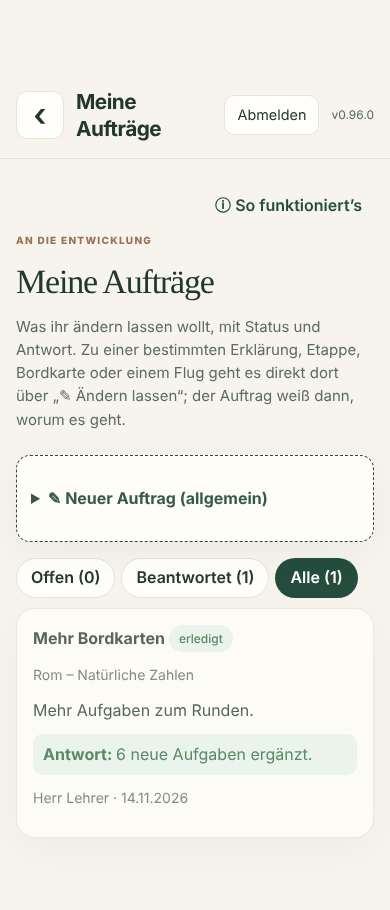 ‹
Meine
Aufträge
Abmelden
v0.96.0
ⓘ So funktioniert’s
AN DIE ENTWICKLUNG
Meine Aufträge
Was ihr ändern lassen wollt, mit Status und
Antwort. Zu einer bestimmten Erklärung, Etappe,
Bordkarte oder einem Flug geht es direkt dort
über „✎ Ändern lassen“; der Auftrag weiß dann,
worum es geht.
▶ ✎ Neuer Auftrag (allgemein)
Offen (0)
Beantwortet (1)
Alle (1)
Mehr Bordkarten erledigt
Rom – Natürliche Zahlen
Mehr Aufgaben zum Runden.
Antwort: 6 neue Aufgaben ergänzt.
Herr Lehrer · 14.11.2026